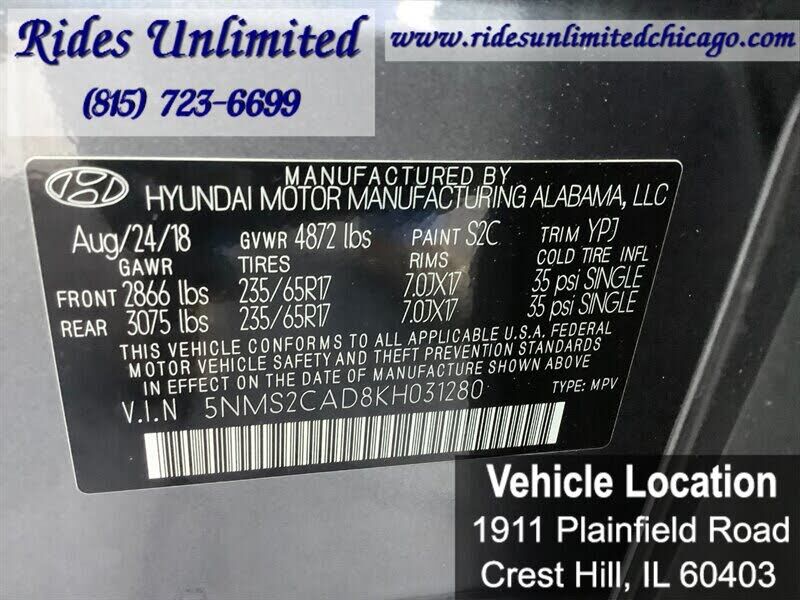 Rides Unlimited
(815) 723-6699
www.ridesunlimitedchicago.com
MANUFACTURED BY
HYUNDAI MOTOR MANUFACTURING ALABAMA, LLC
Aug/24/18 GVWR 4872 lbs PAINT S2C TRIM YPJ
GAWR TIRES RIMS COLD TIRE INFL
FRONT 2866 lbs 235/65R17 7.0JX17 35 psi SINGLE
REAR 3075 lbs 235/65R17 7.0JX17 35 psi SINGLE
THIS VEHICLE CONFORMS TO ALL APPLICABLE U.S.A. FEDERAL
MOTOR VEHICLE SAFETY AND THEFT PREVENTION STANDARDS
IN EFFECT ON THE DATE OF MANUFACTURE SHOWN ABOVE
V.I.N 5NMS2CAD8KH031280 TYPE: MPV
Vehicle Location
1911 Plainfield Road
Crest Hill, IL 60403